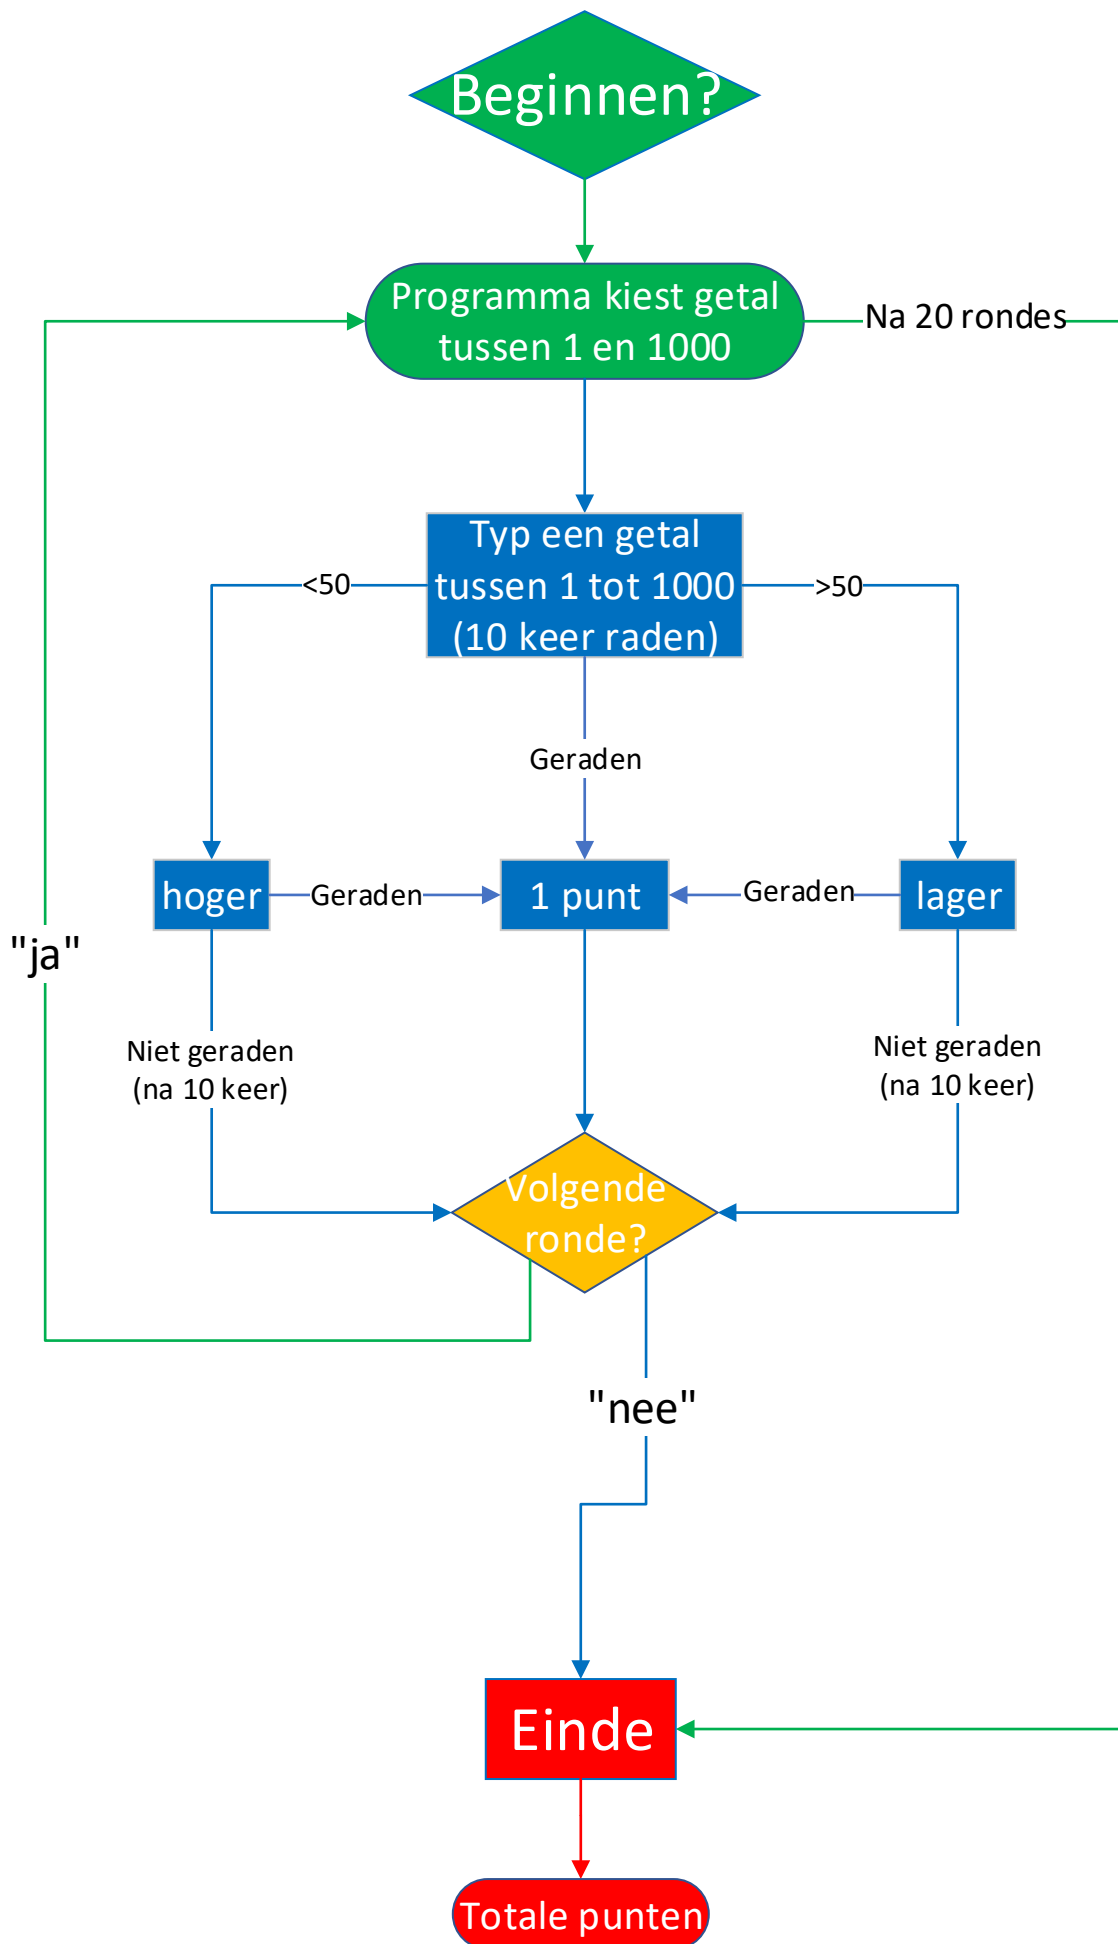 Beginnen?
Programma kiest getal
tussen 1 en 1000
Na 20 rondes
Typ een getal
tussen 1 tot 1000
(10 keer raden)
<50
>50
Geraden
hoger
Geraden
1 punt
Geraden
lager
"ja"
Niet geraden
(na 10 keer)
Niet geraden
(na 10 keer)
Volgende
ronde?
"nee"
Einde
Totale punten